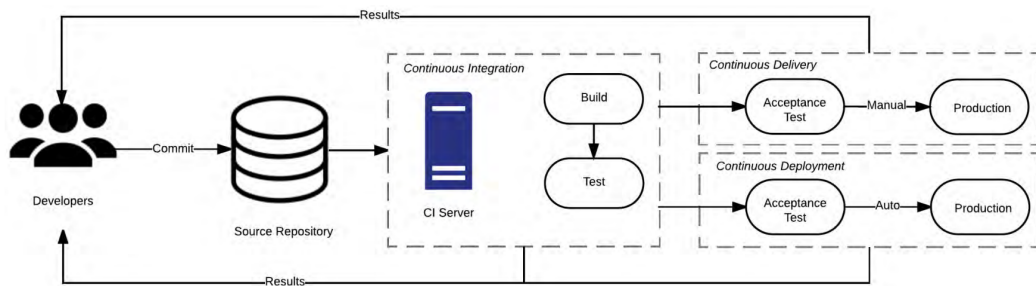 Results
Continuous Integration
Continuous Delivery
Build
Acceptance
Test
Manual
Production
Commit
Test
Continuous Deployment
Developers
CI Server
Source Repository
Acceptance
Test
Auto
Production
Results